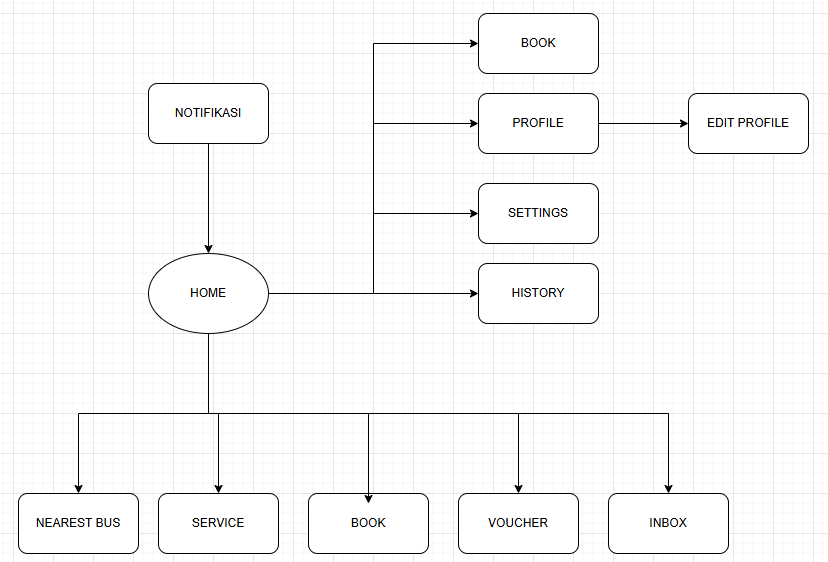 BOOK
NOTIFIKASI
PROFILE
EDIT PROFILE
SETTINGS
HOME
HISTORY
NEAREST BUS
SERVICE
BOOK
VOUCHER
INBOX